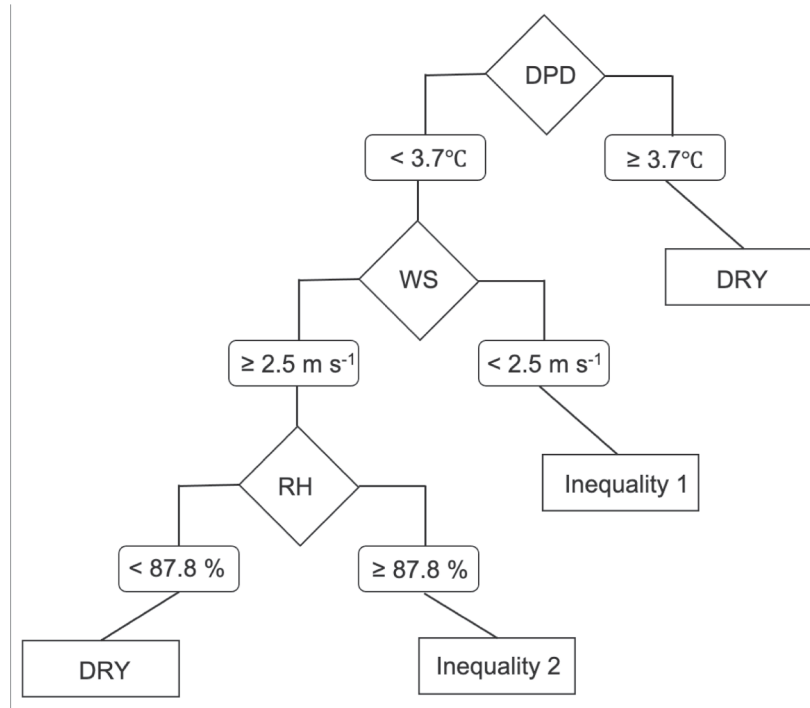 DPD
< 3.7℃
≥ 3.7℃
WS
DRY
≥ 2.5 m s⁻¹
< 2.5 m s⁻¹
RH
Inequality 1
< 87.8 %
≥ 87.8 %
DRY
Inequality 2